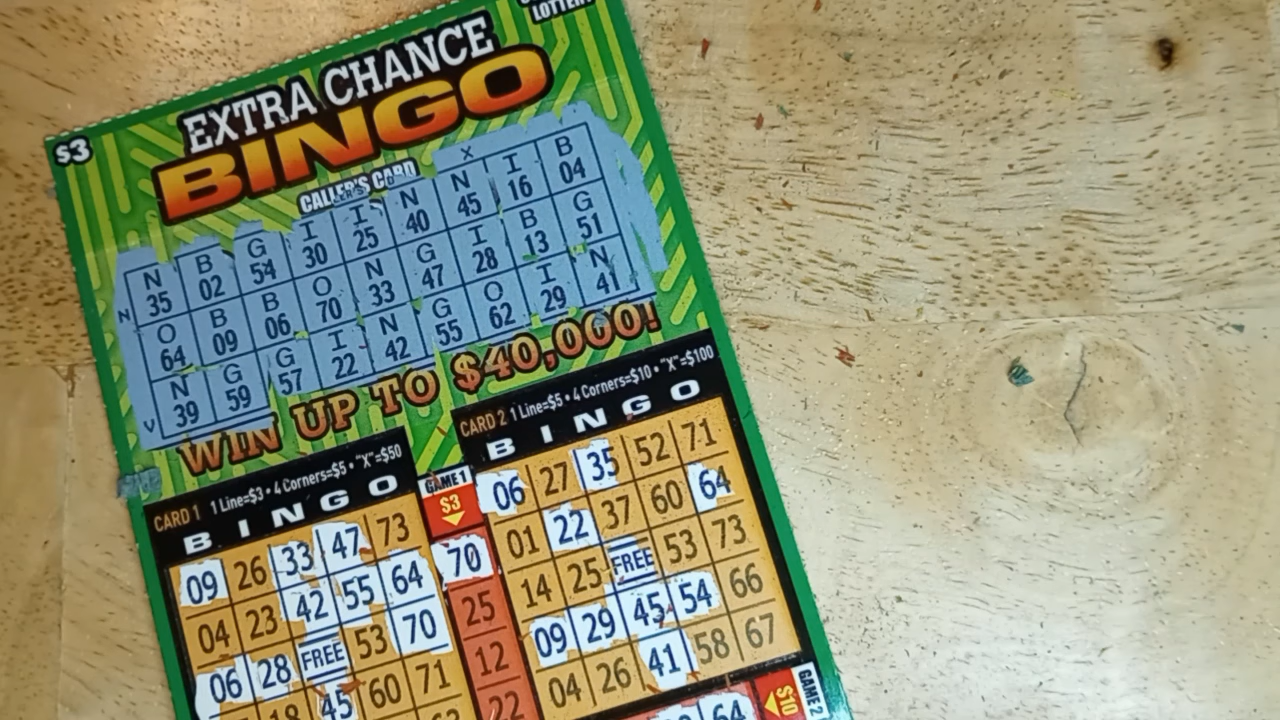 LOTTERY
$3
EXTRA CHANCE
BINGO
CALLER'S CARD
X
N B G I I N N I B
35 02 54 30 25 40 45 16 04
N
O B B O N G I B G
64 09 06 70 33 47 28 13 51
N G G I N G O I N
39 59 57 22 42 55 62 29 41
V
WIN UP TO $40,000!
CARD 1 1 Line=$3 • 4 Corners=$5 • "X"=$50
B I N G O
09 26 33 47 73
04 23 42 55 64
06 28 FREE 53 70
18 45 60 71
GAME 1
$3
70
25
12
22
CARD 2 1 Line=$5 • 4 Corners=$10 • "X"=$100
B I N G O
06 27 35 52 71
01 22 37 60 64
14 25 FREE 53 73
09 29 45 54 66
04 26 41 58 67
64
$10
GAME 2